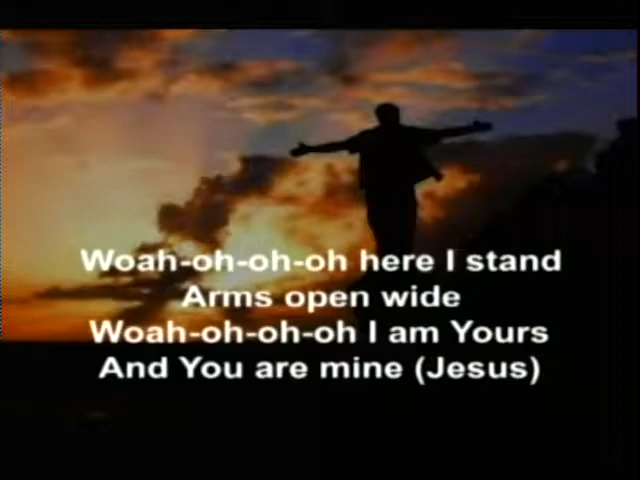 Woah-oh-oh-oh here I stand
Arms open wide
Woah-oh-oh-oh I am Yours
And You are mine (Jesus)